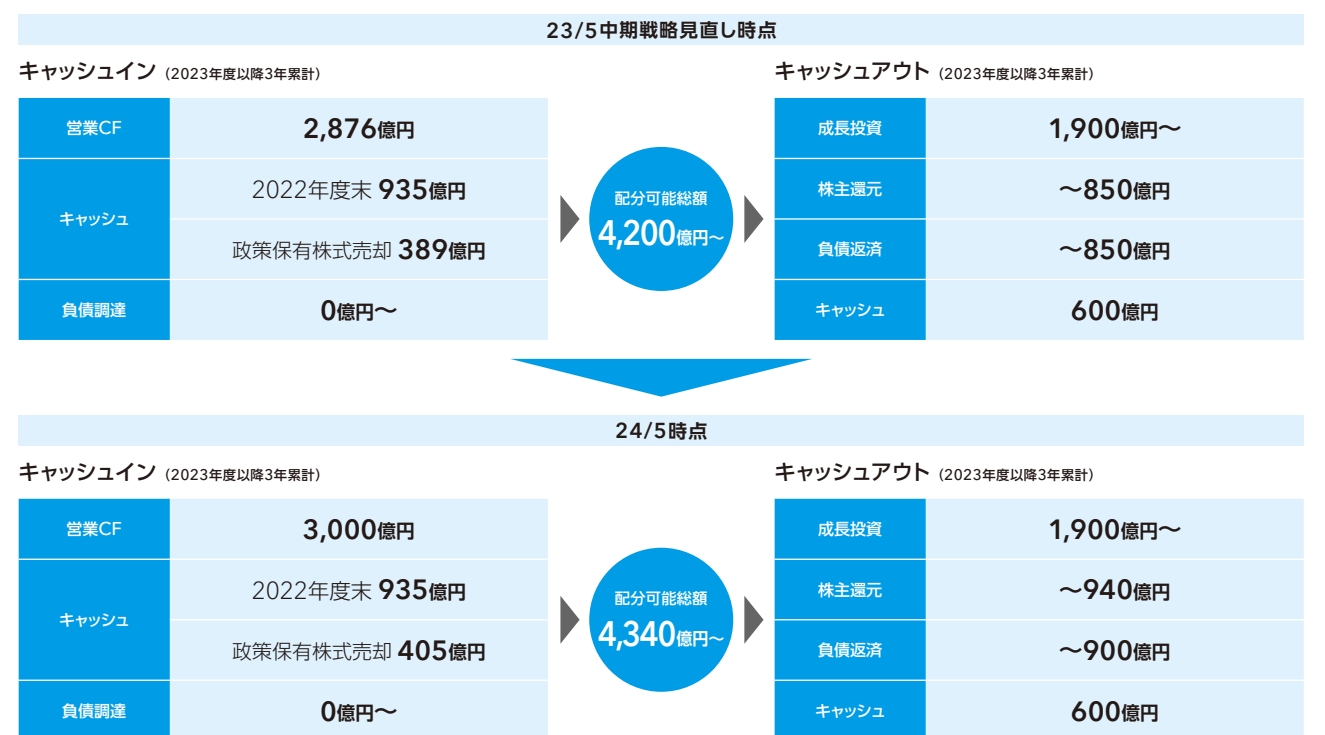 23/5中期戦略見直し時点
キャッシュイン（2023年度以降3年累計）
営業CF
2,876億円
キャッシュ
2022年度末 935億円
政策保有株式売却 389億円
負債調達
0億円～
配分可能総額
4,200億円～
キャッシュアウト（2023年度以降3年累計）
成長投資
1,900億円～
株主還元
～850億円
負債返済
～850億円
キャッシュ
600億円
24/5時点
キャッシュイン（2023年度以降3年累計）
営業CF
3,000億円
キャッシュ
2022年度末 935億円
政策保有株式売却 405億円
負債調達
0億円～
配分可能総額
4,340億円～
キャッシュアウト（2023年度以降3年累計）
成長投資
1,900億円～
株主還元
～940億円
負債返済
～900億円
キャッシュ
600億円